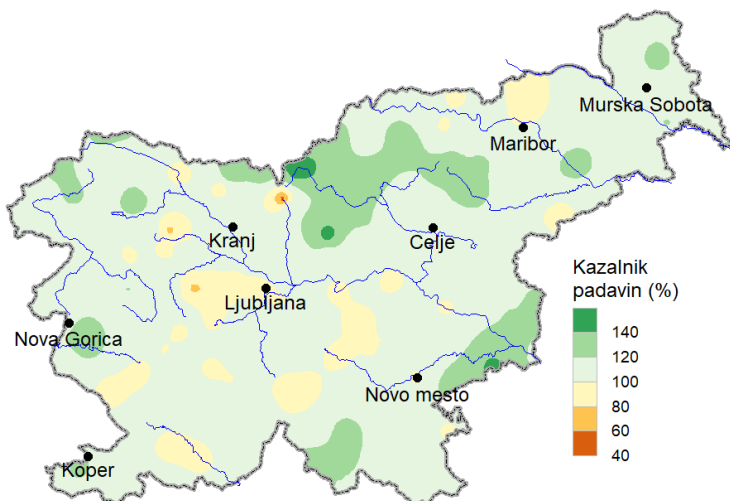 Murska Sobota
Maribor
Kranj
Celje
Ljubljana
Nova Gorica
Novo mesto
Koper
Kazalnik
padavin (%)
140
120
100
80
60
40